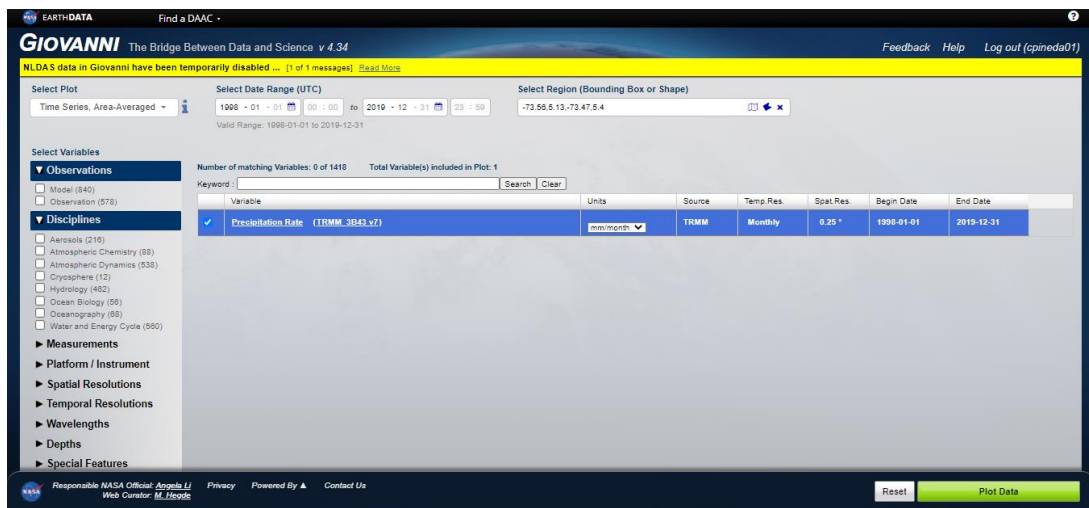 EARTHDATA Find a DAAC
?
GIOVANNI The Bridge Between Data and Science v 4.34 Feedback Help Log out (cpineda01)
NLDAS data in Giovanni have been temporarily disabled ... [1 of 1 messages] Read More
Select Plot
Time Series, Area-Averaged
i
Select Date Range (UTC)
1998 - 01 - 01 00 : 00 to 2019 - 12 - 31 23 : 59
Valid Range: 1998-01-01 to 2019-12-31
Select Region (Bounding Box or Shape)
-73.56,5.13,-73.47,5.4
Select Variables
▼ Observations
Model (840)
Observation (578)
▼ Disciplines
Aerosols (216)
Atmospheric Chemistry (88)
Atmospheric Dynamics (538)
Cryosphere (12)
Hydrology (462)
Ocean Biology (56)
Oceanography (68)
Water and Energy Cycle (560)
► Measurements
► Platform / Instrument
► Spatial Resolutions
► Temporal Resolutions
► Wavelengths
► Depths
► Special Features
Number of matching Variables: 0 of 1418 Total Variable(s) included in Plot: 1
Keyword : Search Clear
Variable Units Source Temp.Res. Spat.Res. Begin Date End Date
Precipitation Rate (TRMM_3B43 v7) mm/month TRMM Monthly 0.25 ° 1998-01-01 2019-12-31
NASA
Responsible NASA Official: Angela Li Privacy Powered By ▲ Contact Us
Web Curator: M. Hegde
Reset Plot Data